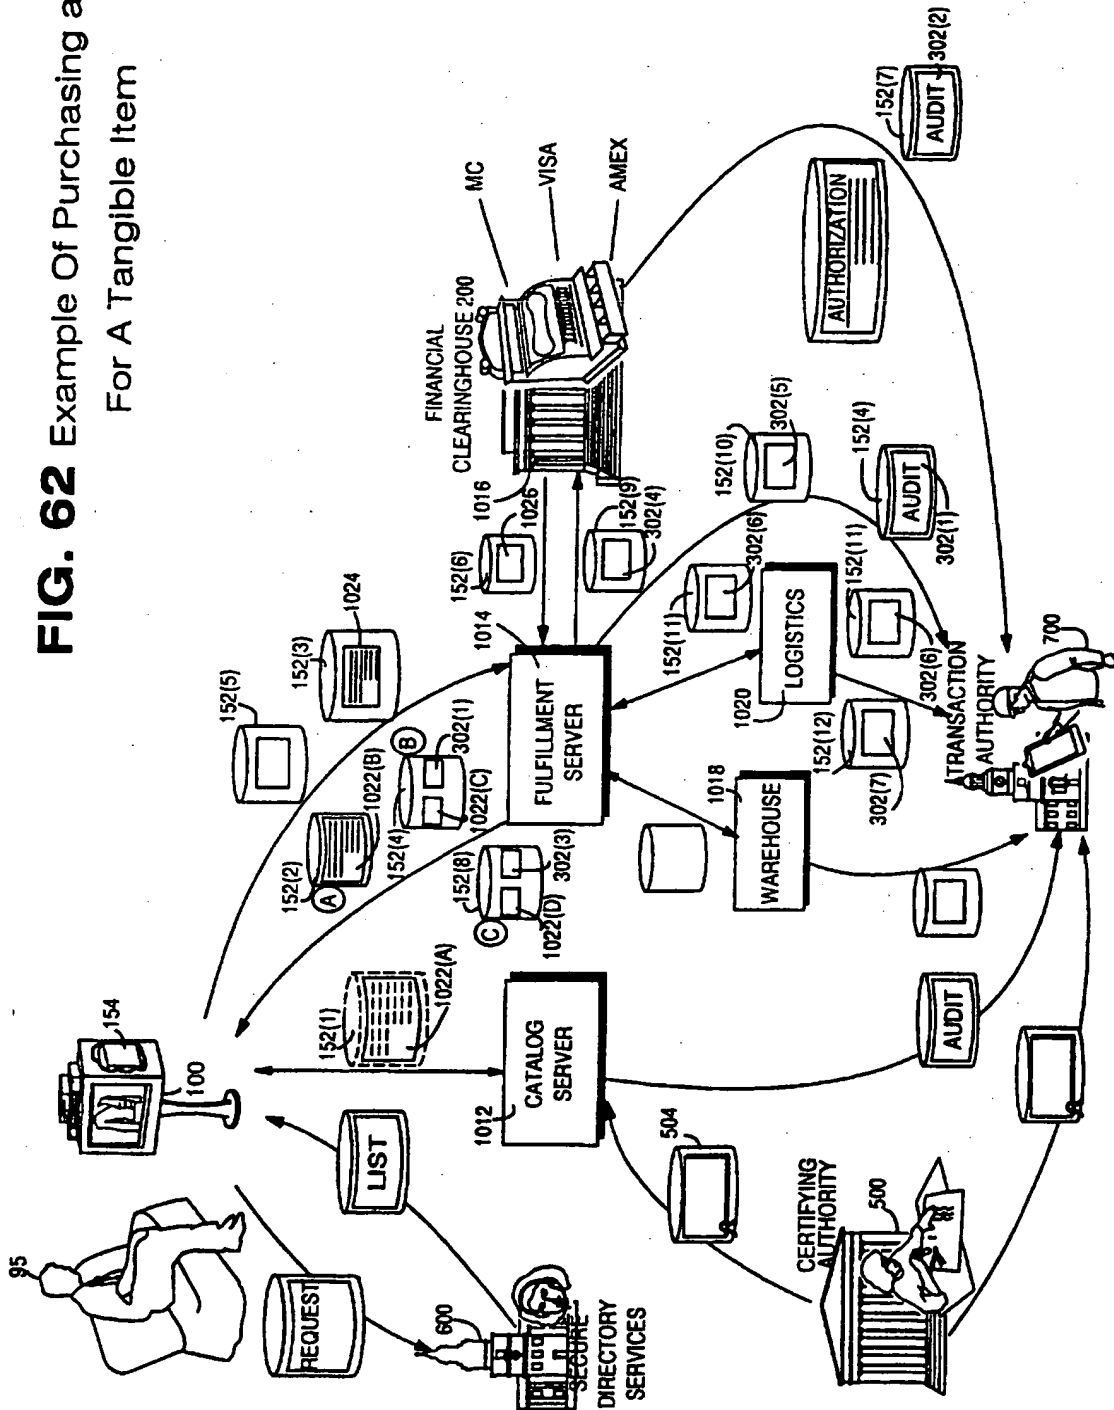 FIG. 62 Example Of Purchasing a
For A Tangible Item
95
154
100
REQUEST
LIST
600
SECURE
DIRECTORY
SERVICES
152(1)
1022(A)
1012
CATALOG
SERVER
504
CERTIFYING
AUTHORITY
500
AUDIT
152(5)
152(3)
1024
152(2)
A
1022(B)
B
152(4)
302(1)
1022(C)
C
152(8)
302(3)
1022(D)
1014
FULFILLMENT
SERVER
FINANCIAL
CLEARINGHOUSE 200
MC
VISA
AMEX
1016
152(6)
1026
152(9)
302(4)
152(10)
302(5)
152(11)
302(6)
1020
LOGISTICS
1018
WAREHOUSE
152(4)
AUDIT
302(1)
152(11)
302(6)
152(12)
302(7)
TRANSACTION
AUTHORITY
700
AUTHORIZATION
152(7)
AUDIT
302(2)